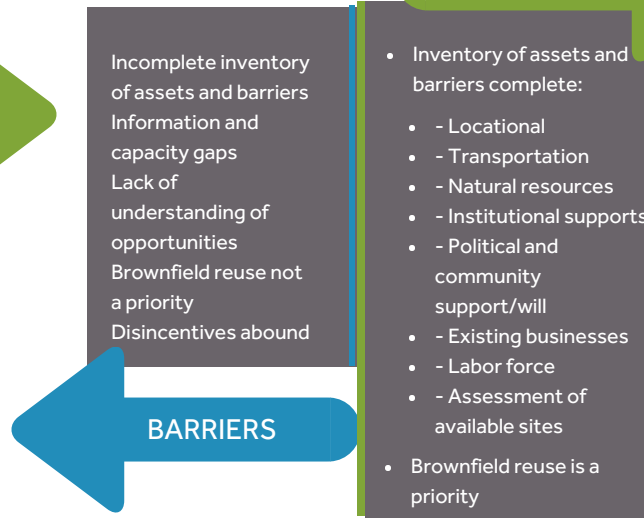 Incomplete inventory
of assets and barriers
Information and
capacity gaps
Lack of
understanding of
opportunities
Brownfield reuse not
a priority
Disincentives abound
BARRIERS
• Inventory of assets and
barriers complete:
• - Locational
• - Transportation
• - Natural resources
• - Institutional supports
• - Political and
community
support/will
• - Existing businesses
• - Labor force
• - Assessment of
available sites
• Brownfield reuse is a
priority